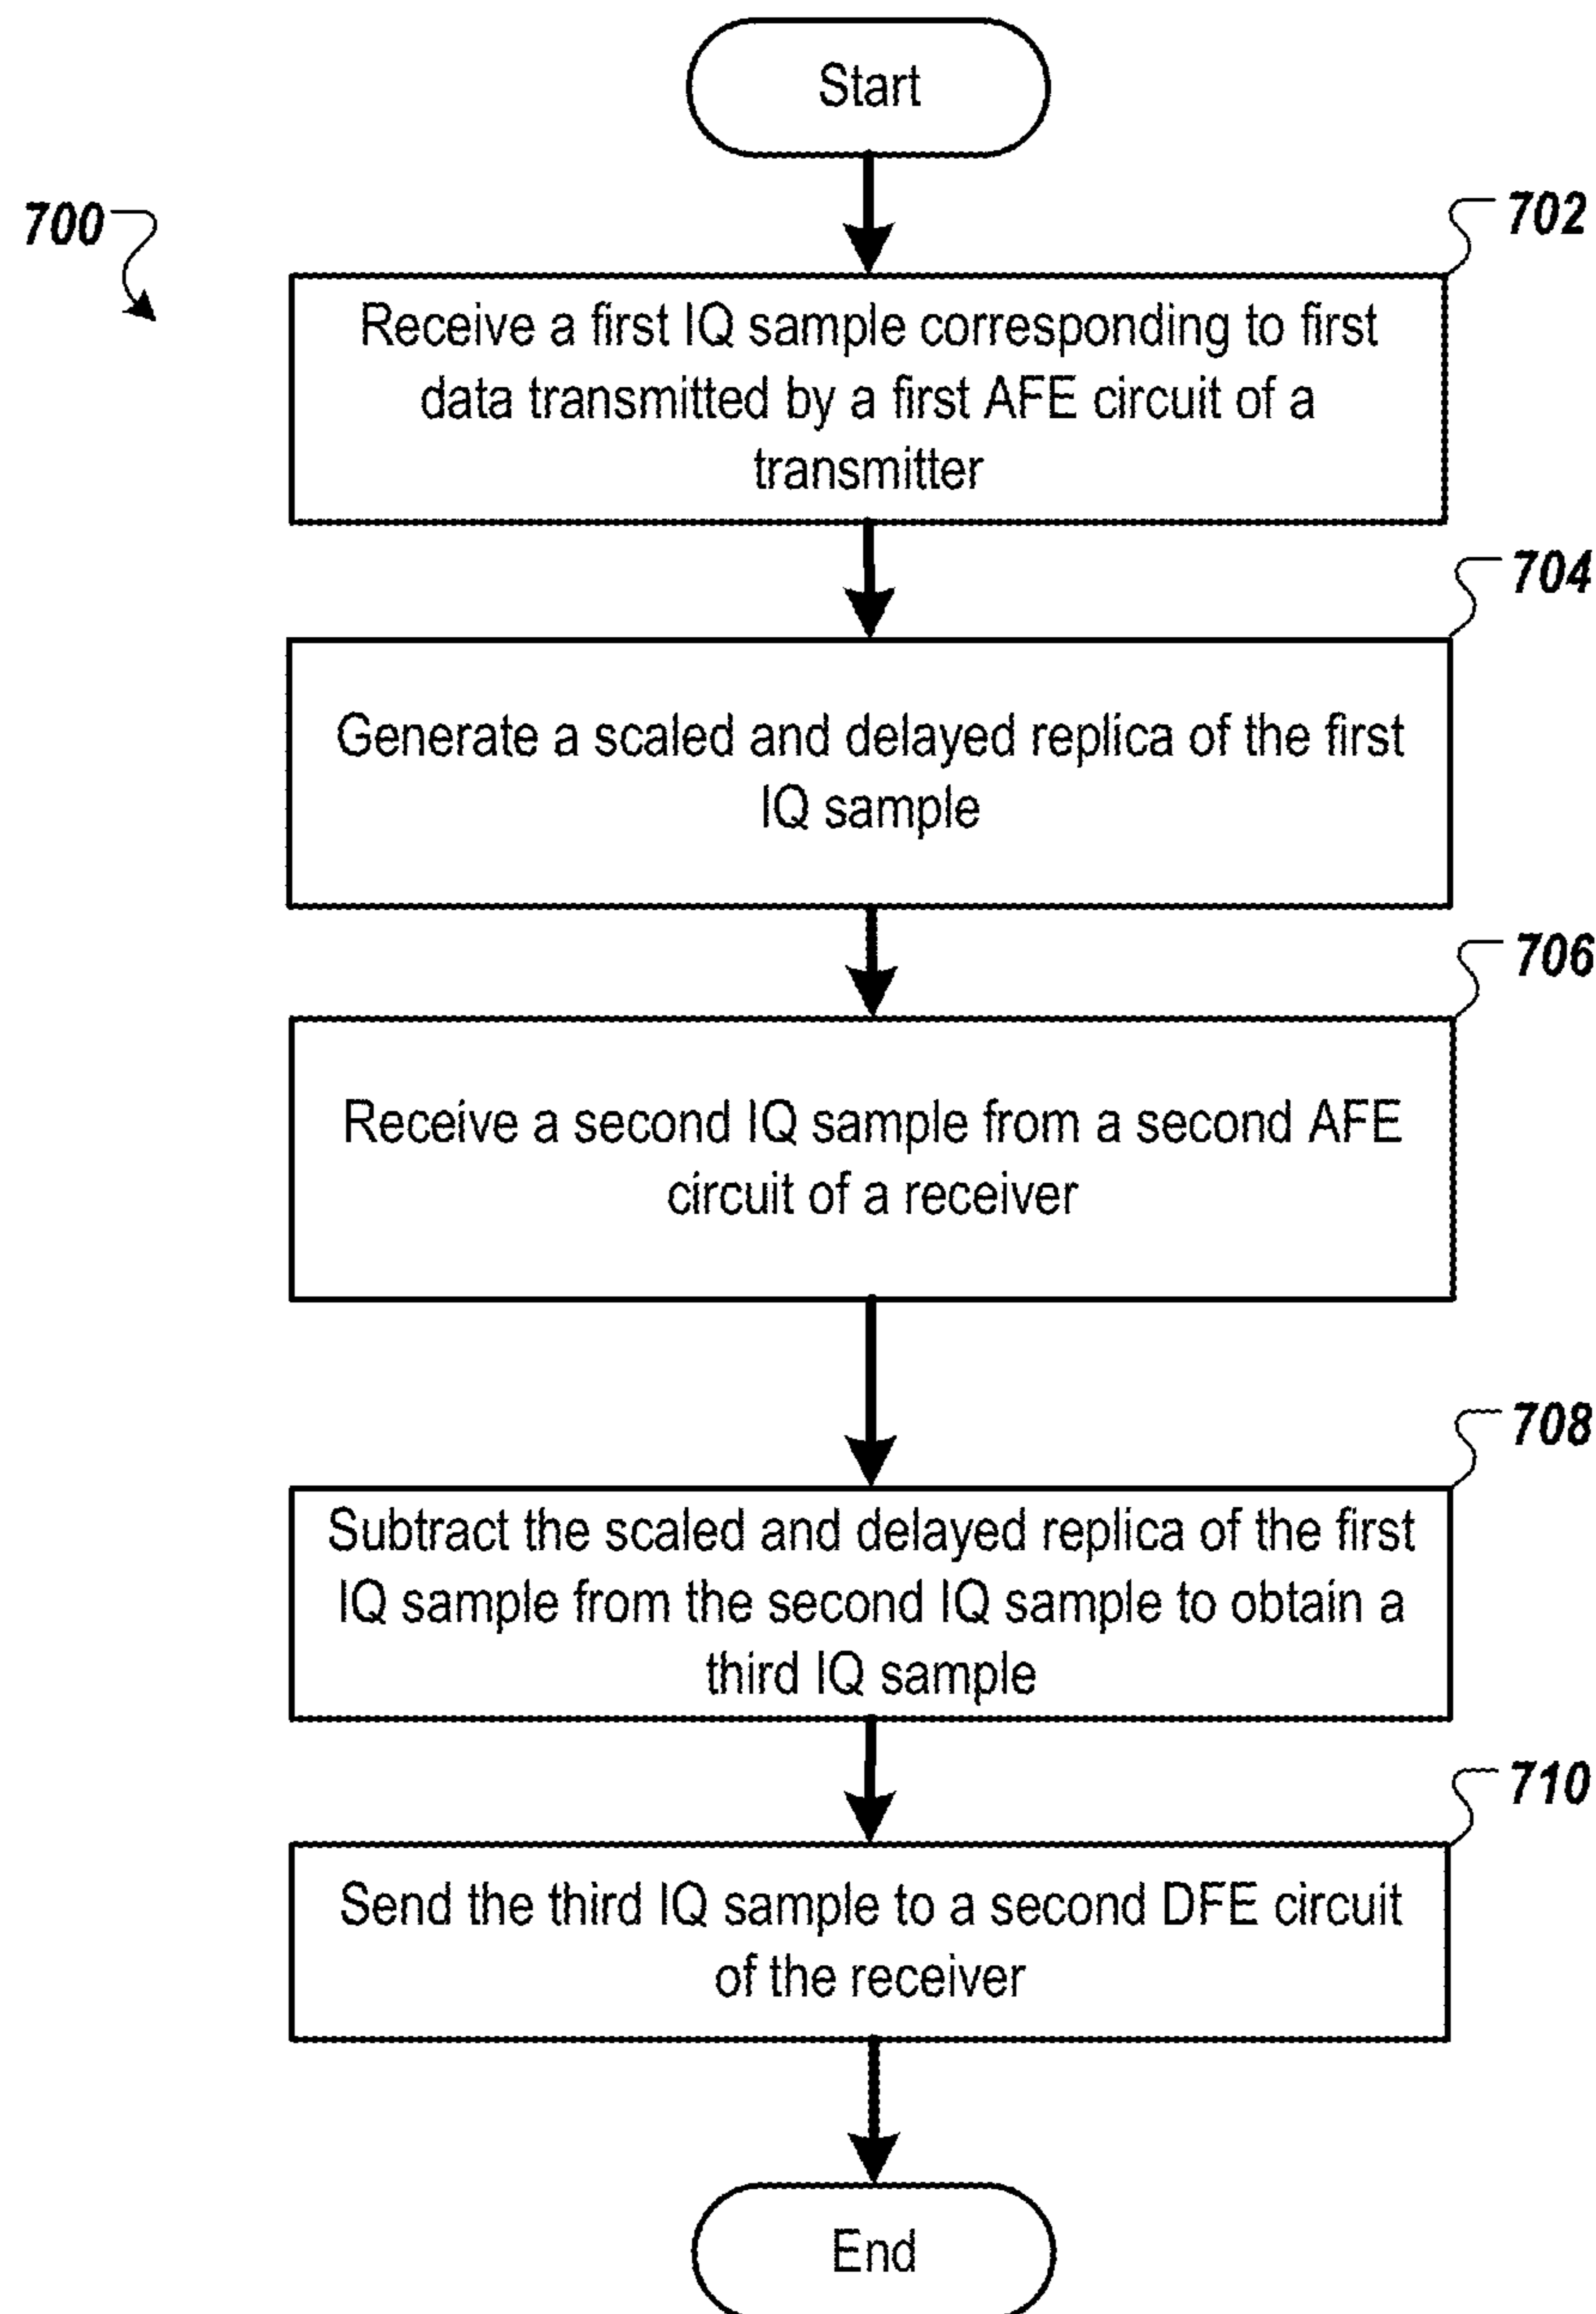 Start
700
702
Receive a first IQ sample corresponding to first
data transmitted by a first AFE circuit of a
transmitter
704
Generate a scaled and delayed replica of the first
IQ sample
706
Receive a second IQ sample from a second AFE
circuit of a receiver
708
Subtract the scaled and delayed replica of the first
IQ sample from the second IQ sample to obtain a
third IQ sample
710
Send the third IQ sample to a second DFE circuit
of the receiver
End